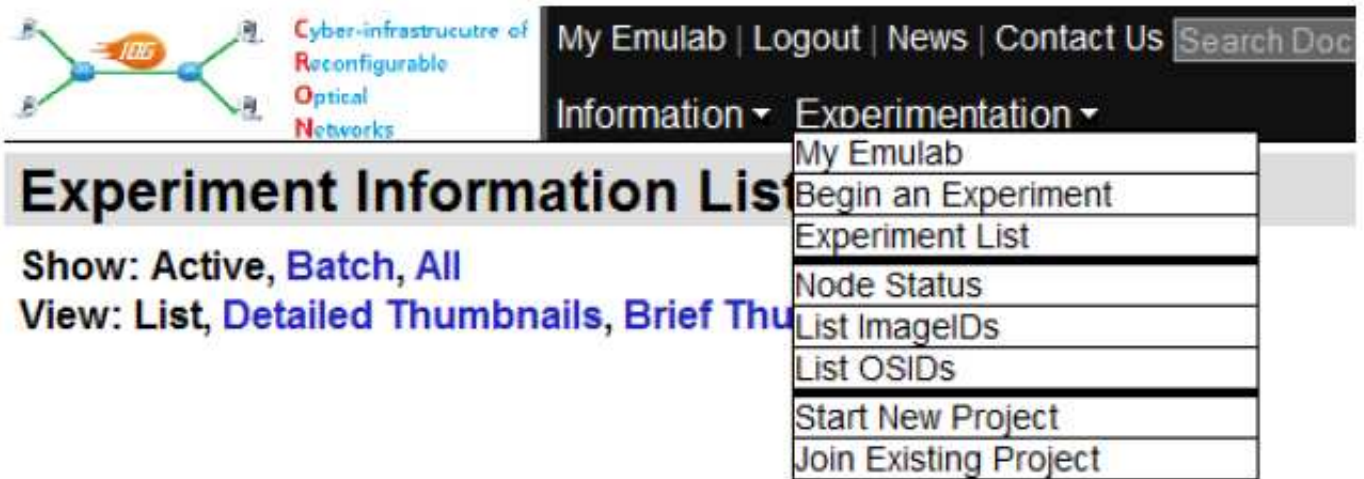 10G
Cyber-infrastrucutre of
Reconfigurable
Optical
Networks
My Emulab | Logout | News | Contact Us Search Doc
Information Experimentation
My Emulab
Begin an Experiment
Experiment List
Node Status
List ImageIDs
List OSIDs
Start New Project
Join Existing Project
Experiment Information List
Show: Active, Batch, All
View: List, Detailed Thumbnails, Brief Thu